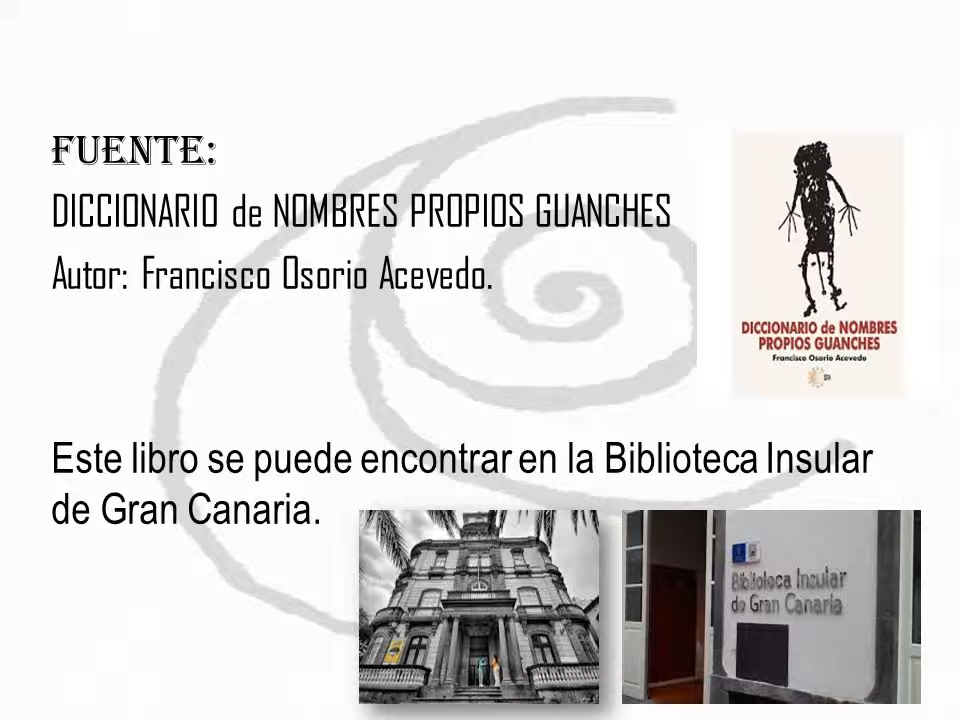 FUENTE:
DICCIONARIO de NOMBRES PROPIOS GUANCHES
Autor: Francisco Osorio Acevedo.
DICCIONARIO de NOMBRES
PROPIOS GUANCHES
Francisco Osorio Acevedo
Este libro se puede encontrar en la Biblioteca Insular
de Gran Canaria.
Biblioteca Insular
de Gran Canaria